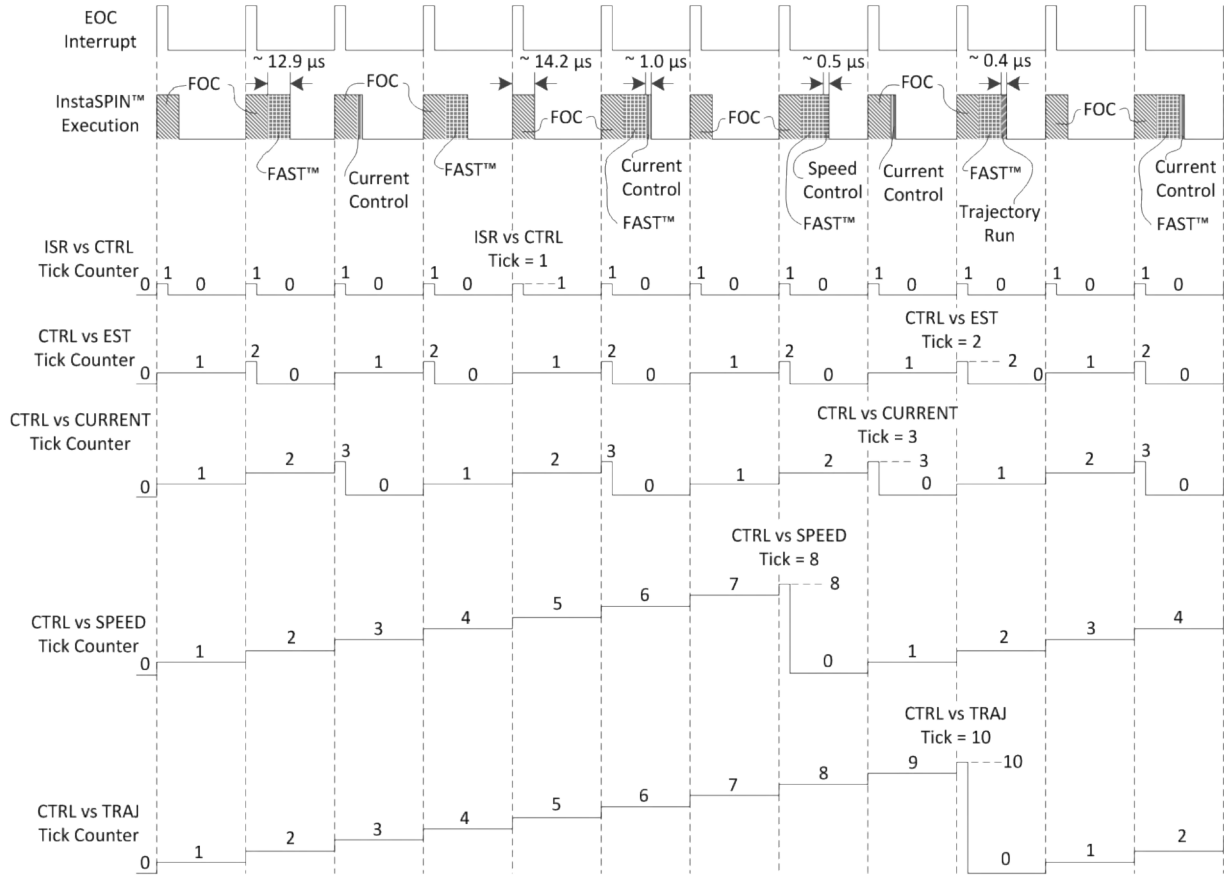 EOC
Interrupt
~ 12.9 µs
~ 14.2 µs
~ 1.0 µs
~ 0.5 µs
~ 0.4 µs
InstaSPIN™
Execution
FOC
FOC
FOC
FOC
FOC
FOC
FAST™
Current
Control
FAST™
Current
Control
FAST™
Speed
Control
FAST™
Current
Control
FAST™
Trajectory
Run
Current
Control
FAST™
ISR vs CTRL
Tick Counter
ISR vs CTRL
Tick = 1
0 1 0 1 0 1 0 1 0 1 1 0 1 0 1 0 1 0 1 0 1 0 1 0
CTRL vs EST
Tick Counter
CTRL vs EST
Tick = 2
0 1 2 0 1 2 0 1 2 0 1 2 0 1 2 0 1 2 0
CTRL vs CURRENT
Tick Counter
CTRL vs CURRENT
Tick = 3
0 1 2 3 0 1 2 3 0 1 2 3 0 1 2 3 0
CTRL vs SPEED
Tick = 8
CTRL vs SPEED
Tick Counter
0 1 2 3 4 5 6 7 8 0 1 2 3 4
CTRL vs TRAJ
Tick = 10
CTRL vs TRAJ
Tick Counter
0 1 2 3 4 5 6 7 8 9 10 0 1 2